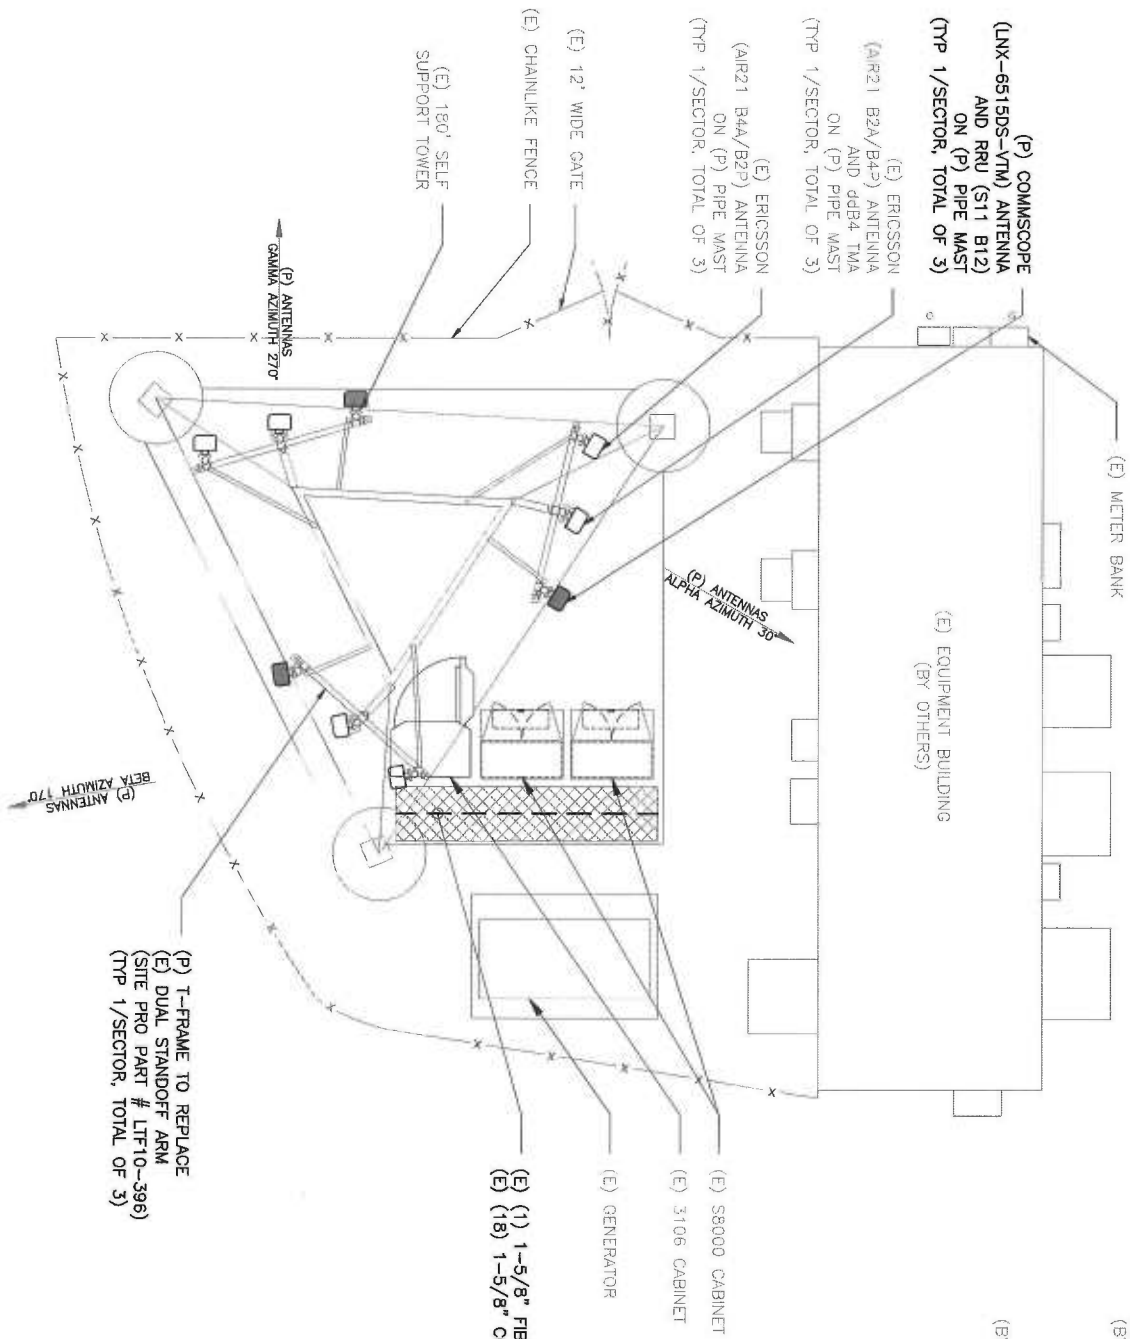 (P) COMMSCOPE
(LNX-6515DS-VTM) ANTENNA
AND RRU (S11 B12)
ON (P) PIPE MAST
(TYP 1/SECTOR, TOTAL OF 3)
(E) ERICSSON
(AIR21 B2A/B4P) ANTENNA
AND ddB4 TMA
ON (P) PIPE MAST
(TYP 1/SECTOR, TOTAL OF 3)
(E) ERICSSON
(AIR21 B4A/B2P) ANTENNA
ON (P) PIPE MAST
(TYP 1/SECTOR, TOTAL OF 3)
(E) 12' WIDE GATE
(E) CHAINLIKE FENCE
(E) 180' SELF
SUPPORT TOWER
(P) ANTENNAS
GAMMA AZIMUTH 270°
(E) METER BANK
G
G
(E) EQUIPMENT BUILDING
(BY OTHERS)
(P) ANTENNAS
ALPHA AZIMUTH 30°
(P) ANTENNAS
BETA AZIMUTH 170°
(E) S8000 CABINET
(E) 3106 CABINET
(E) GENERATOR
(E) (1) 1-5/8" FIB
(E) (18) 1-5/8" C
(P) T-FRAME TO REPLACE
(E) DUAL STANDOFF ARM
(SITE PRO PART # LTF10-396)
(TYP 1/SECTOR, TOTAL OF 3)
(B
(B